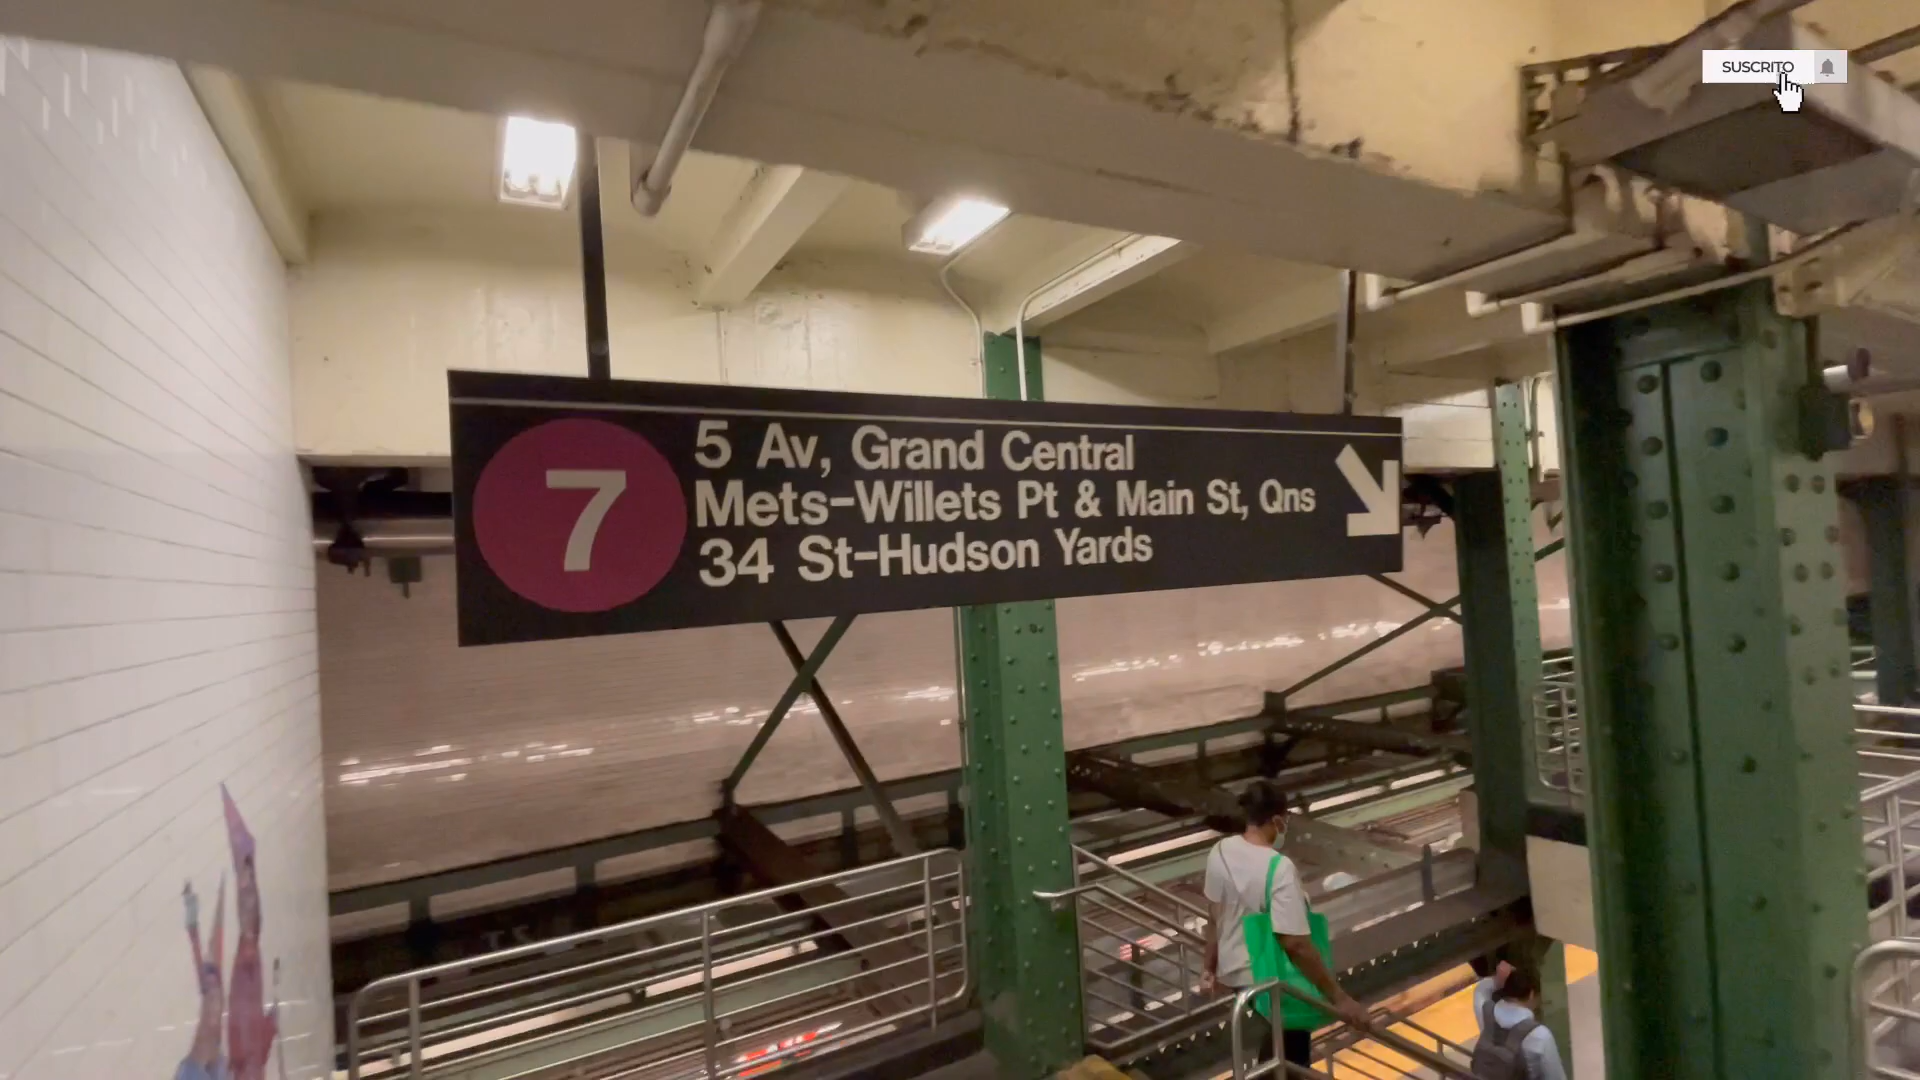 SUSCRITO
7
5 Av, Grand Central
Mets-Willets Pt & Main St, Qns
34 St-Hudson Yards